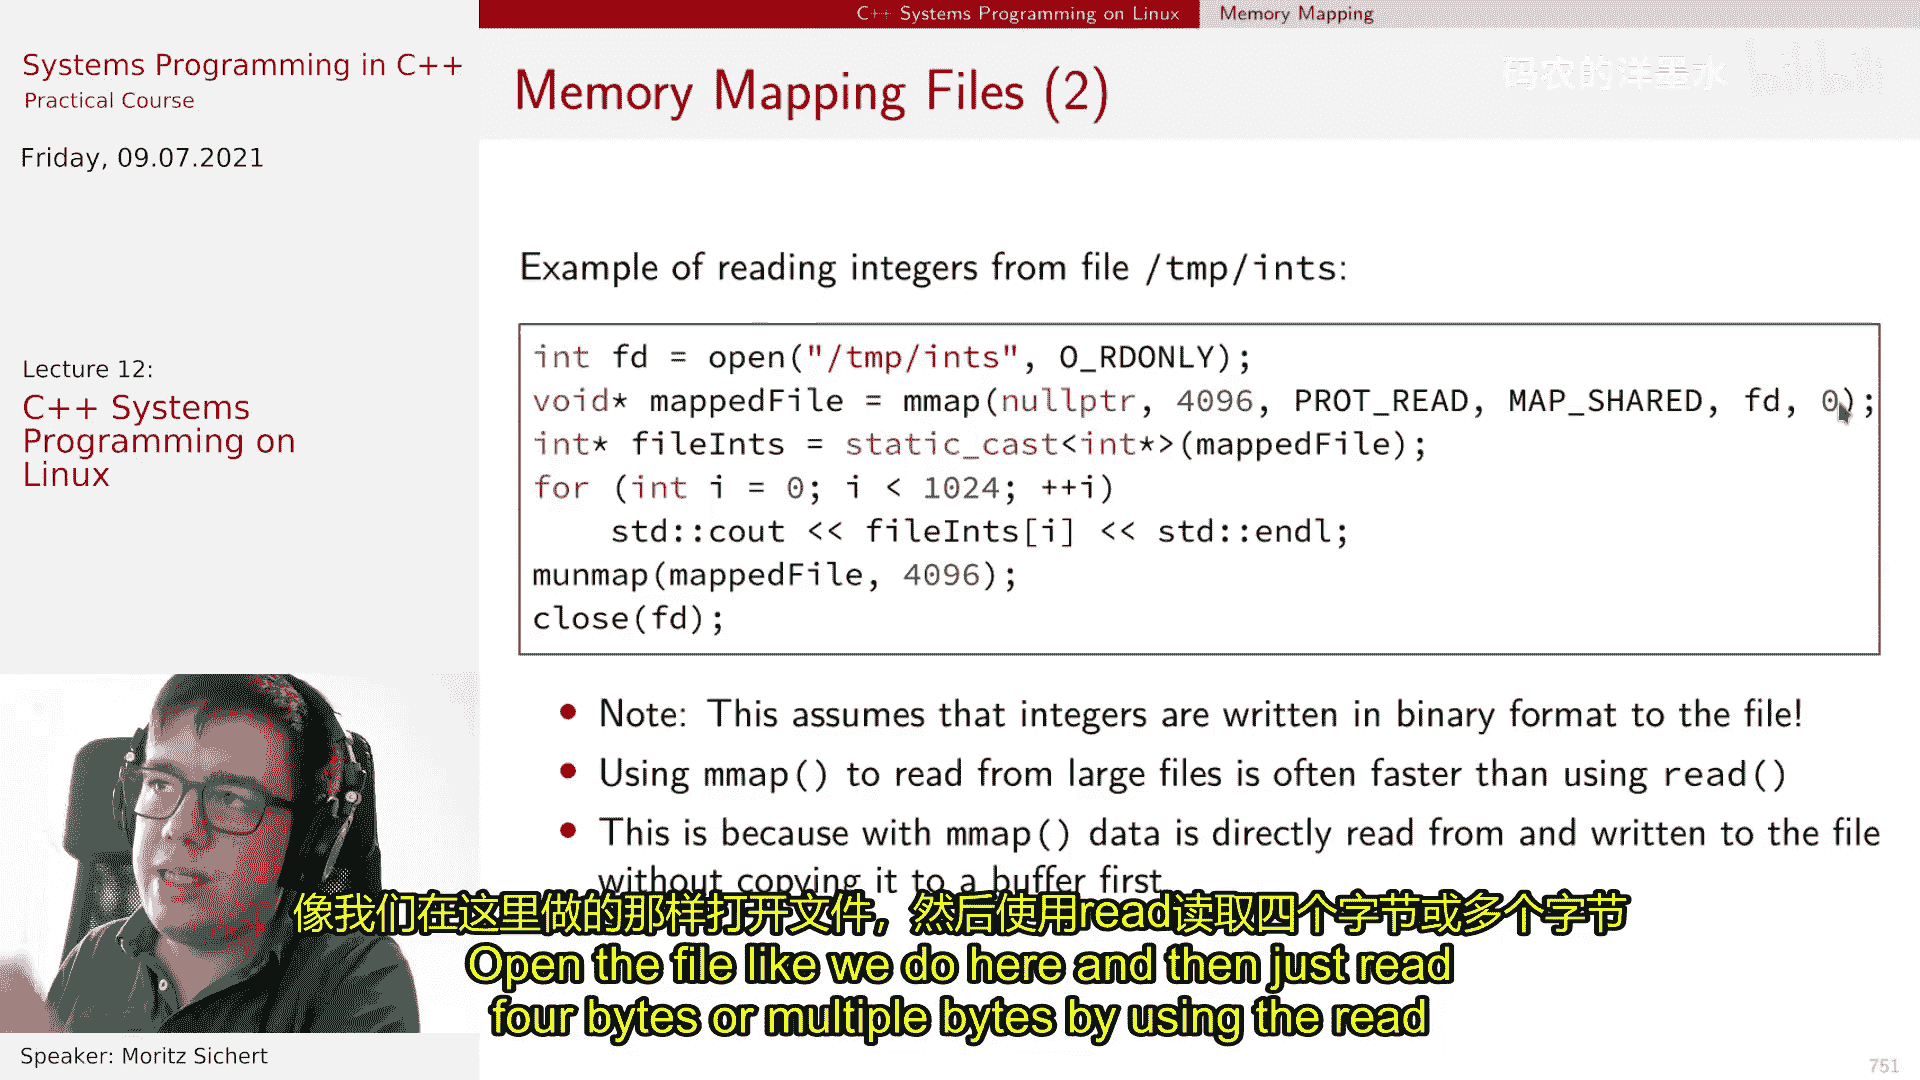 C++ Systems Programming on Linux
Memory Mapping
Systems Programming in C++
Practical Course
Friday, 09.07.2021
Lecture 12:
C++ Systems
Programming on
Linux
Memory Mapping Files (2)
码农的洋墨水
Example of reading integers from file /tmp/ints:
int fd = open("/tmp/ints", O_RDONLY);
void* mappedFile = mmap(nullptr, 4096, PROT_READ, MAP_SHARED, fd, 0);
int* fileInts = static_cast<int*>(mappedFile);
for (int i = 0; i < 1024; ++i)
std::cout << fileInts[i] << std::endl;
munmap(mappedFile, 4096);
close(fd);
Note: This assumes that integers are written in binary format to the file!
Using mmap() to read from large files is often faster than using read()
This is because with mmap() data is directly read from and written to the file
without copying it to a buffer first
像我们在这里做的那样打开文件，然后使用read读取四个字节或多个字节
Open the file like we do here and then just read
four bytes or multiple bytes by using the read
Speaker: Moritz Sichert
751